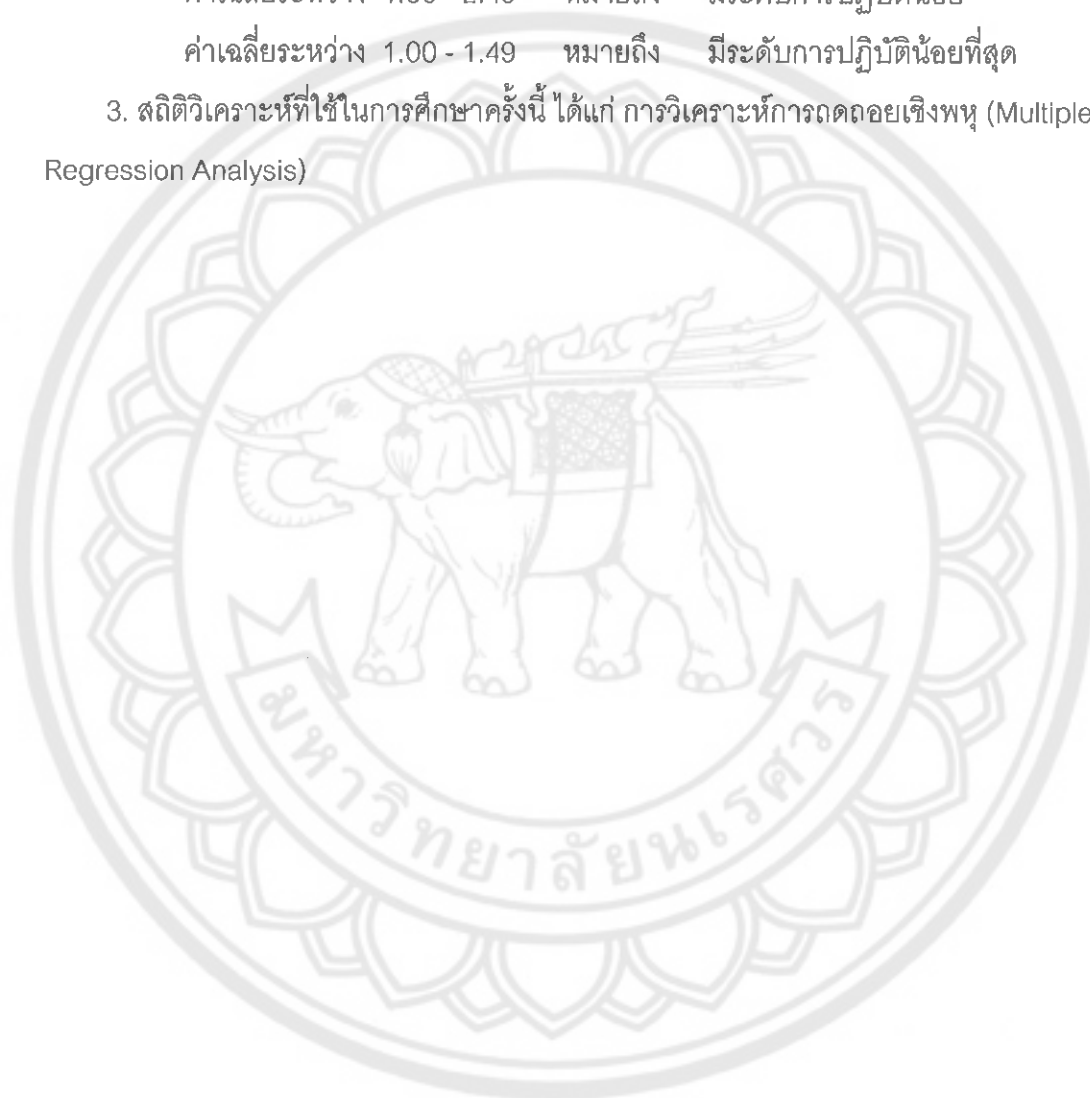 ค่าเฉลี่ยระหว่าง 1.00 - 1.49 หมายถึง มีระดับการปฏิบัติน้อยที่สุด
3. สถิติวิเคราะห์ที่ใช้ในการศึกษาครั้งนี้ ได้แก่ การวิเคราะห์การถดถอยเชิงพหุ (Multiple
Regression Analysis)
มหาวิทยาลัยนเรศวร